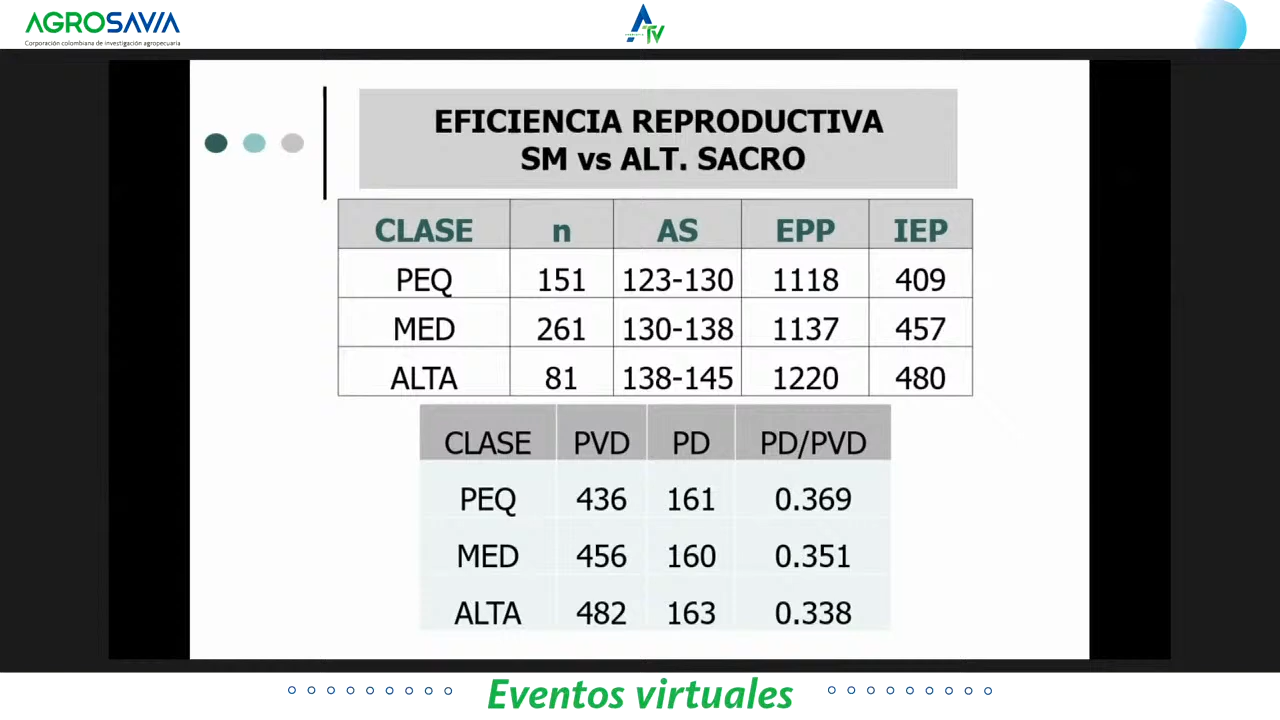 AGROSAVIA
Corporación colombiana de investigación agropecuaria
ATV
EFICIENCIA REPRODUCTIVA
SM vs ALT. SACRO
CLASE n AS EPP IEP
PEQ 151 123-130 1118 409
MED 261 130-138 1137 457
ALTA 81 138-145 1220 480
CLASE PVD PD PD/PVD
PEQ 436 161 0.369
MED 456 160 0.351
ALTA 482 163 0.338
Eventos virtuales